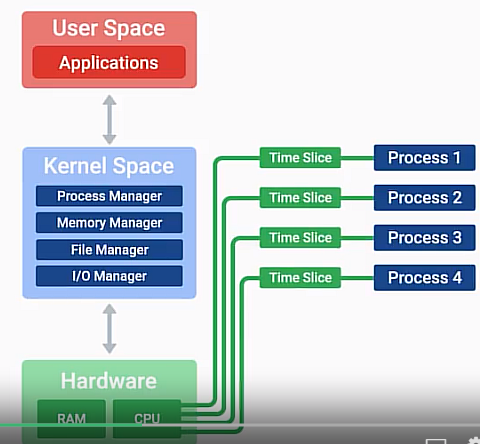 User Space
Applications
Kernel Space
Process Manager
Memory Manager
File Manager
I/O Manager
Time Slice
Process 1
Time Slice
Process 2
Time Slice
Process 3
Time Slice
Process 4
Hardware
RAM
CPU